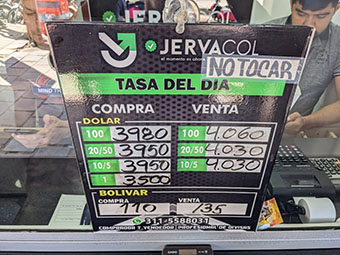 JERVACOL
el momento es ahora
NO TOCAR
TASA DEL DIA
COMPRA VENTA
DOLAR
100 3980 100 4.060
20/50 3950 20/50 4.030
10/5 3950 10/5 4.030
1 3.500
BOLIVAR
COMPRA VENTA
110 135
311-5588031
COMPRADOR Y VENDEDOR PROFESIONAL DE DIVISAS